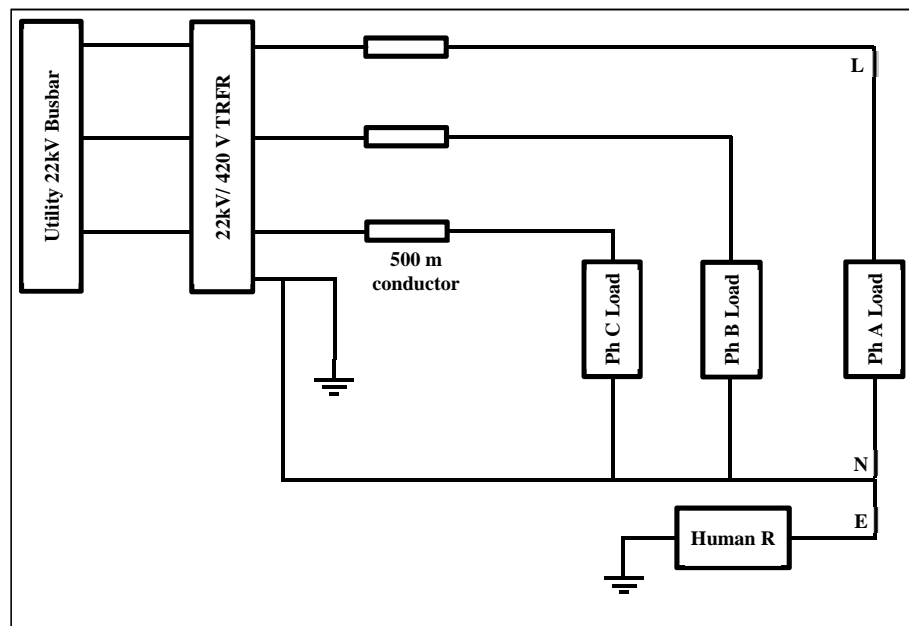 Utility 22kV Busbar
22kV/ 420 V TRFR
L
500 m
conductor
Ph C Load
Ph B Load
Ph A Load
N
E
Human R